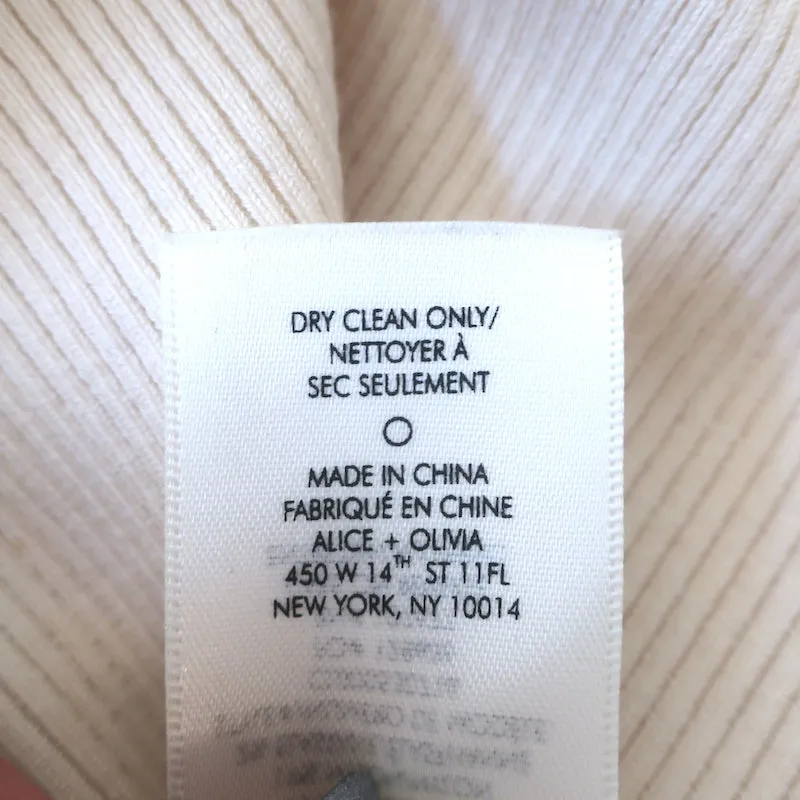 DRY CLEAN ONLY/
NETTOYER À
SEC SEULEMENT
MADE IN CHINA
FABRIQUÉ EN CHINE
ALICE + OLIVIA
450 W 14TH ST 11FL
NEW YORK, NY 10014